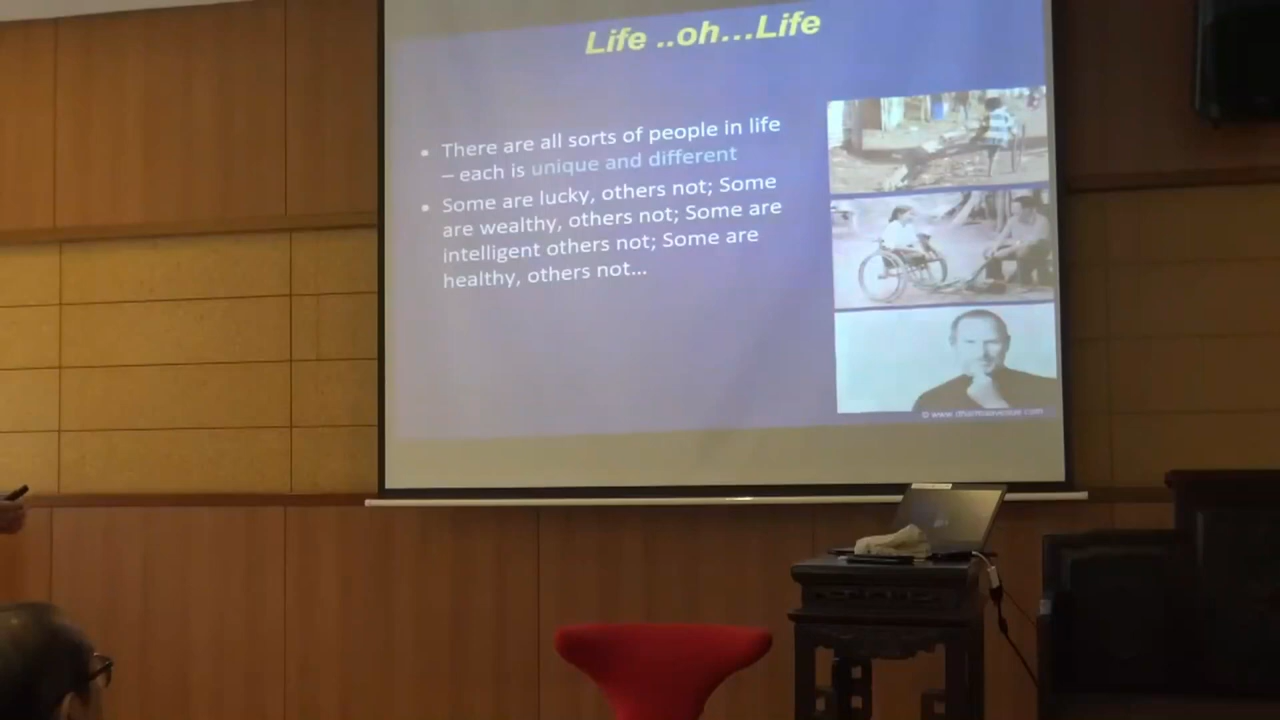 Life ..oh...Life
• There are all sorts of people in life
– each is unique and different
• Some are lucky, others not; Some
are wealthy, others not; Some are
intelligent others not; Some are
healthy, others not...
© www.